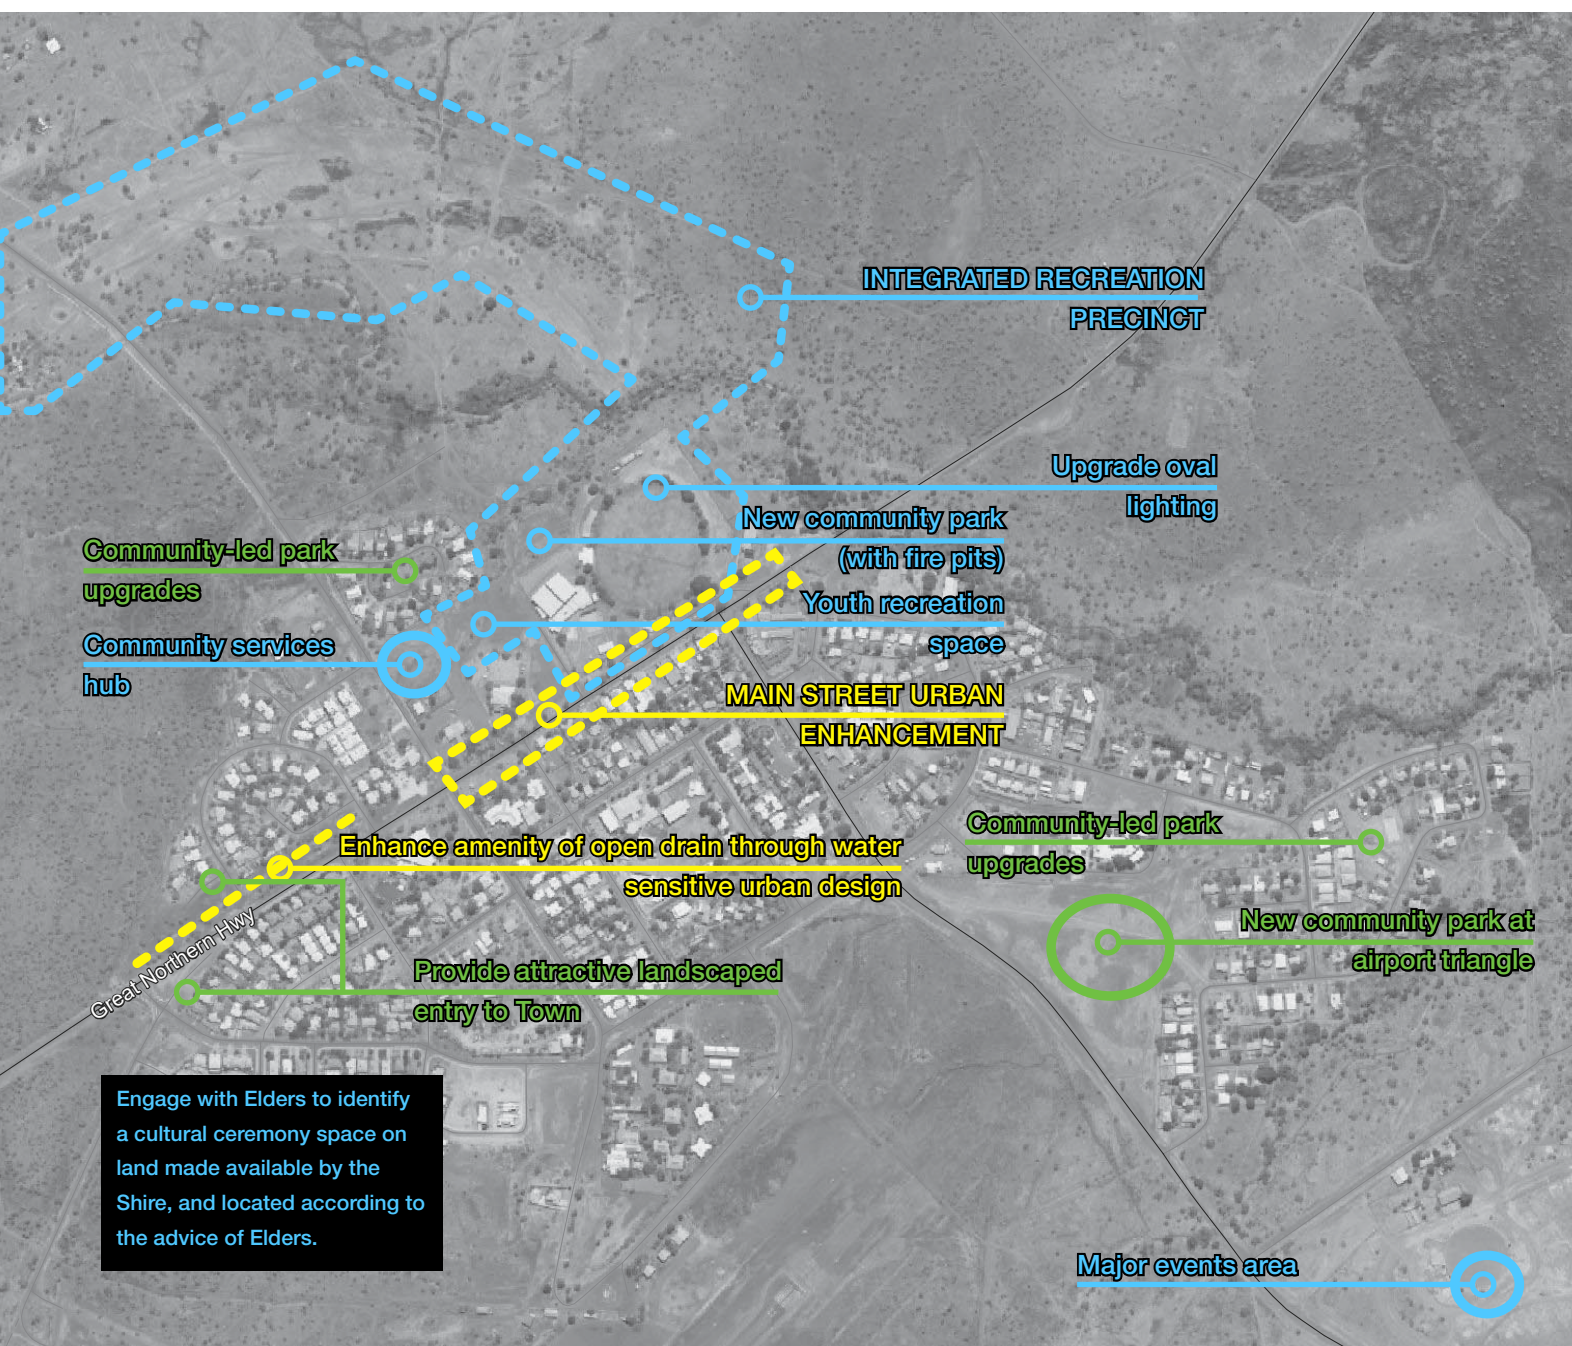 INTEGRATED RECREATION
PRECINCT
Upgrade oval
lighting
New community park
(with fire pits)
Community-led park
upgrades
Youth recreation
space
Community services
hub
MAIN STREET URBAN
ENHANCEMENT
Community-led park
upgrades
Enhance amenity of open drain through water
sensitive urban design
New community park at
airport triangle
Great Northern Hwy
Provide attractive landscaped
entry to Town
Engage with Elders to identify
a cultural ceremony space on
land made available by the
Shire, and located according to
the advice of Elders.
Major events area